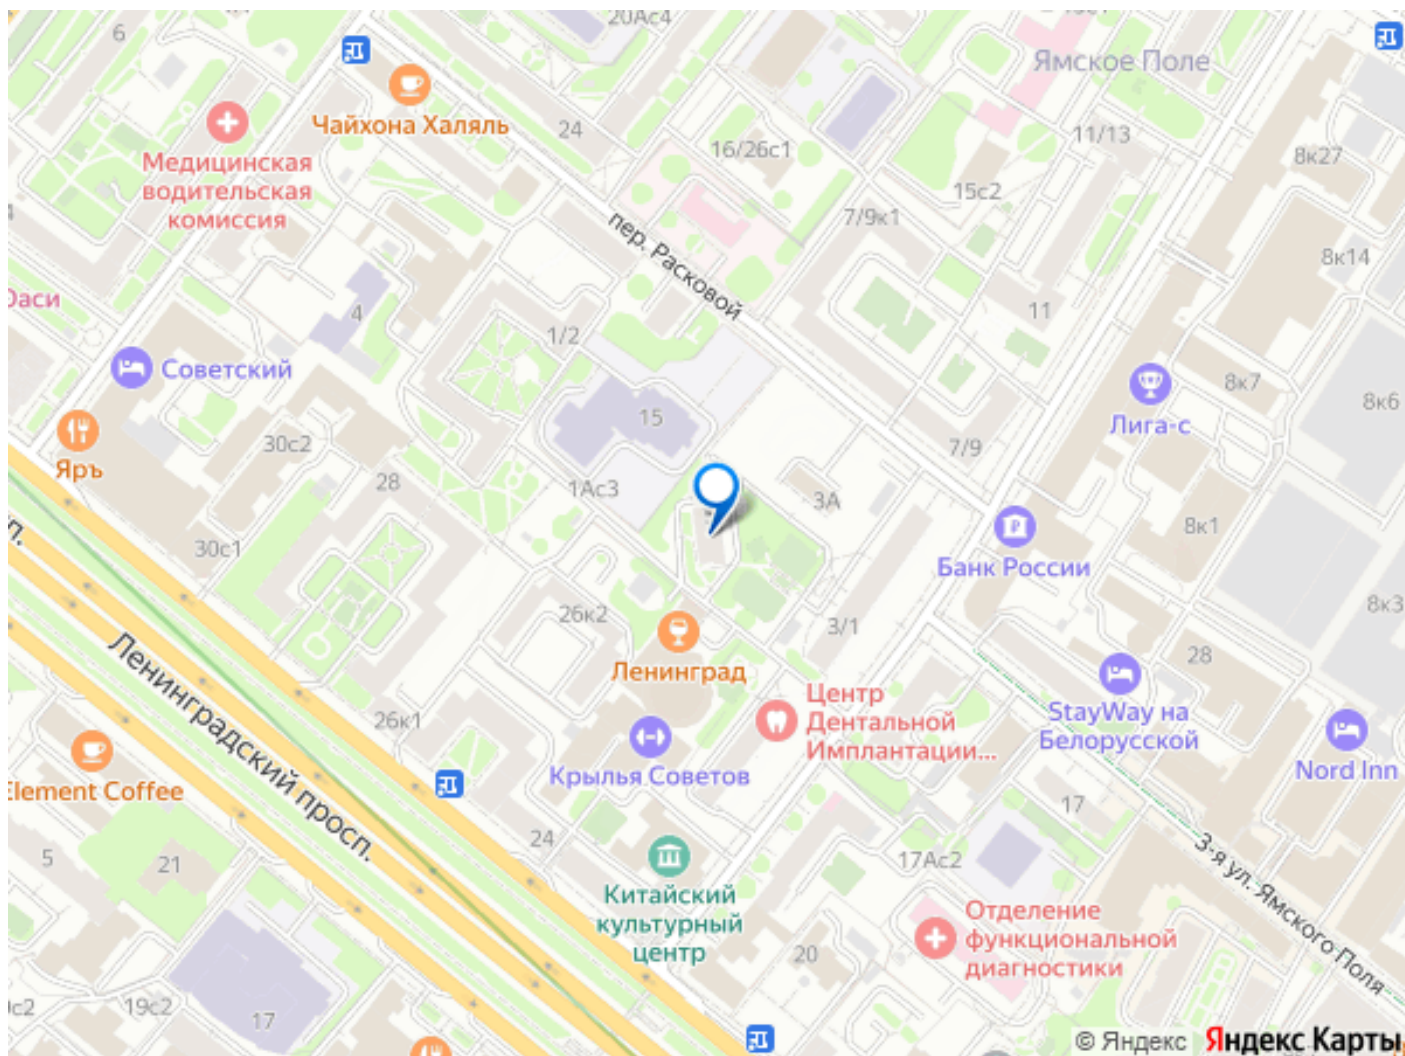 6
20Ас4
Ямское Поле
Чайхона Халяль
24
16/26с1
11/13
8к27
Медицинская
водительская
комиссия
15с2
7/9к1
пер. Расковой
8к14
Оаси
4
1/2
11
Советский
15
Лига-с
8к7
8к6
Яръ
30с2
28
1Ас3
7/9
3А
30с1
Банк России
8к1
8к3
26к2
Ленинград
3/1
28
Ленинградский просп.
26к1
Центр
Дентальной
Имплантации...
StayWay на
Белорусской
Nord Inn
Element Coffee
Крылья Советов
17
5
21
24
17Ас2
3-я ул. Ямского Поля
Китайский
культурный
центр
Отделение
функциональной
диагностики
20
19с2
17
© Яндекс Яндекс Карты